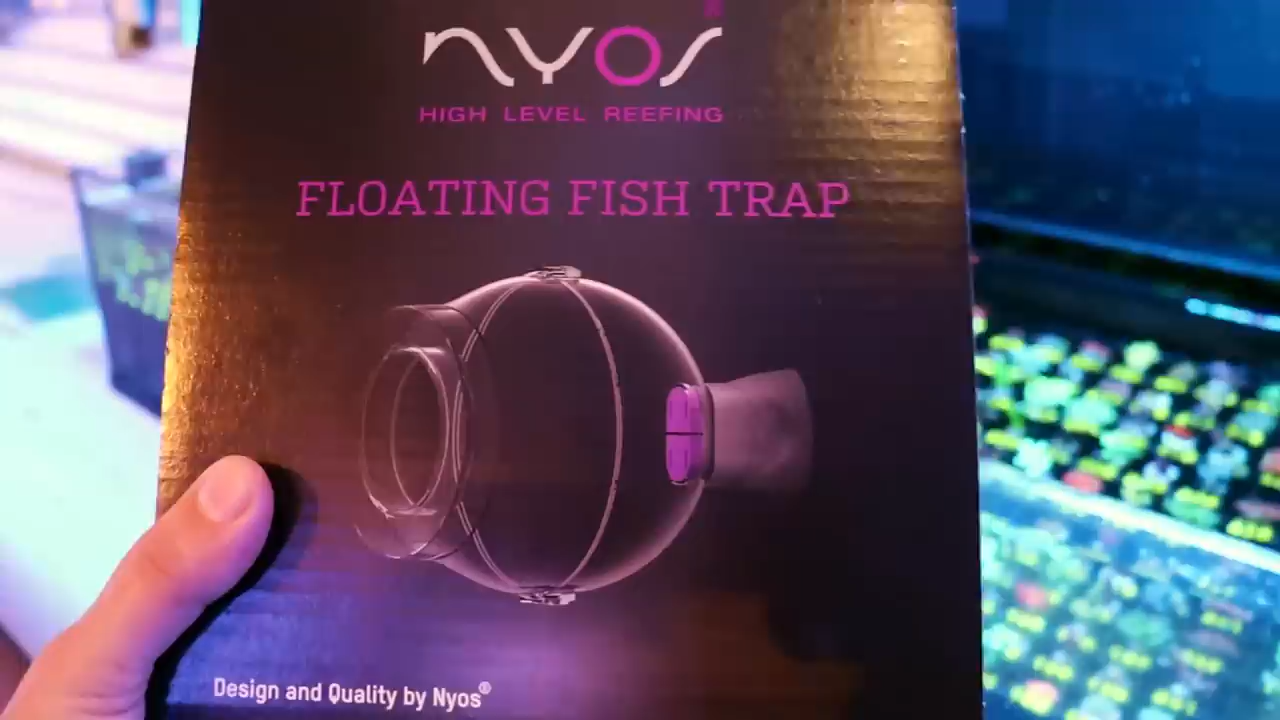 nyos
HIGH LEVEL REEFING
FLOATING FISH TRAP
Design and Quality by Nyos®